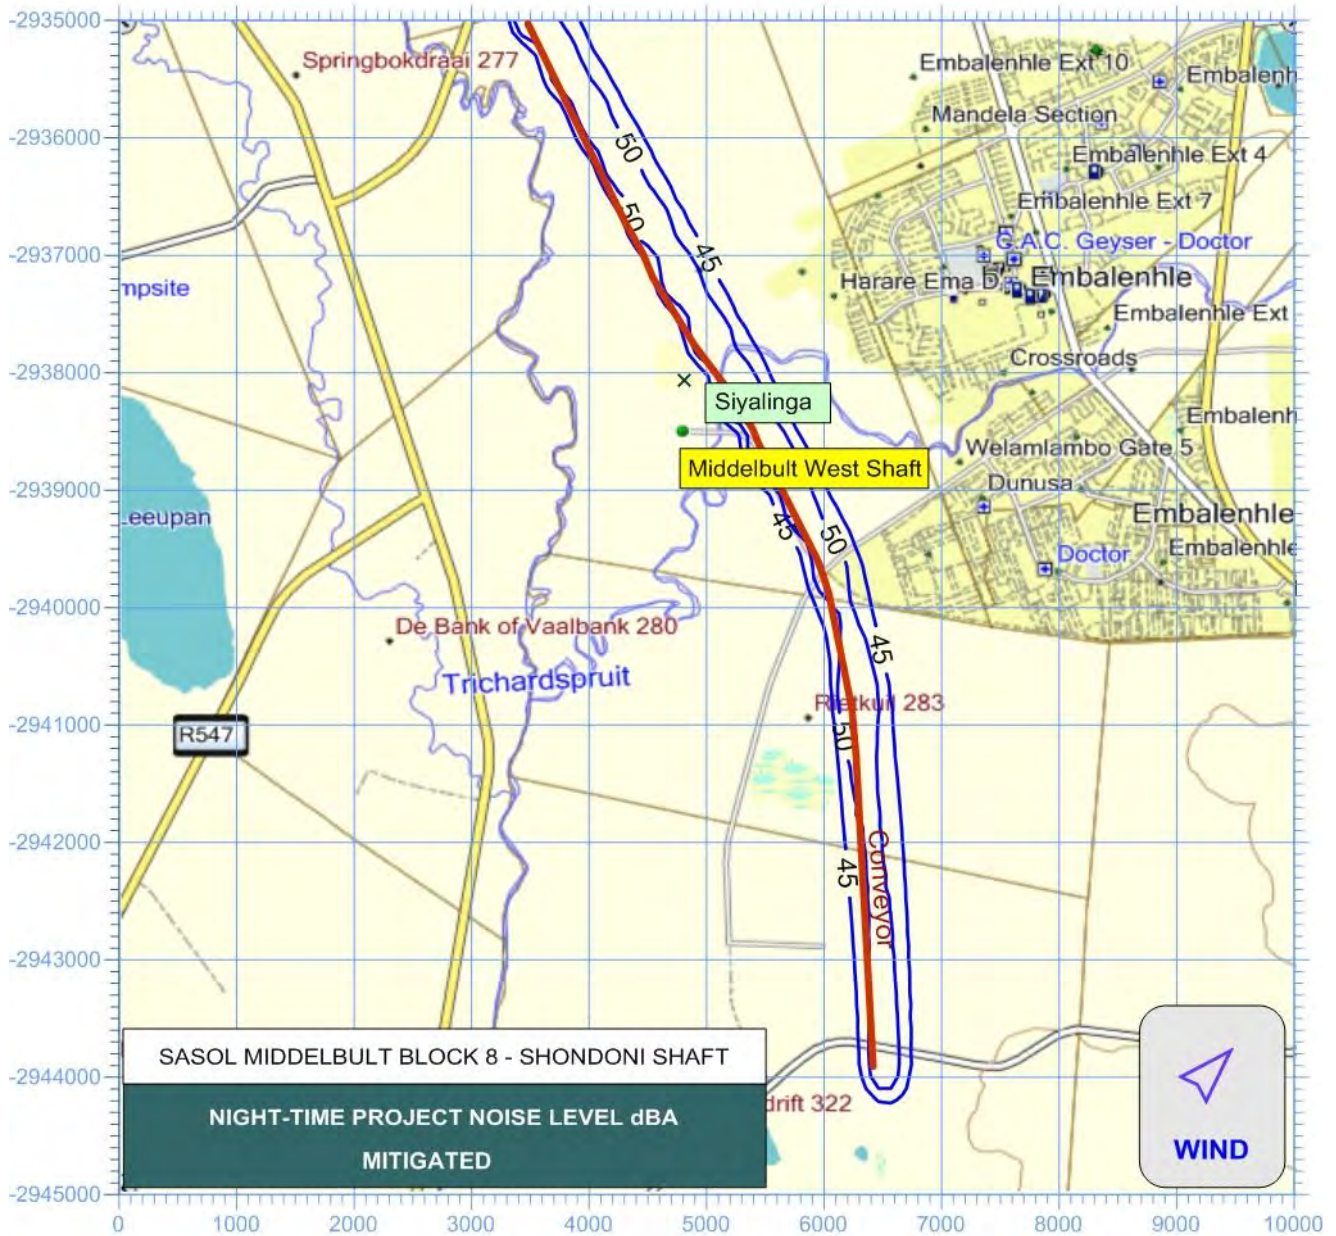 -2935000
Springbokdraai 277
Embalenhle Ext 10
Embalenh
Mandela Section
-2936000
50
Embalenhle Ext 4
Embalenhle Ext 7
50
C.A.C. Geyser - Doctor
-2937000
45
mpsite
Harare Ema D
Embalenhle
Embalenhle Ext
Crossroads
-2938000
Siyalinga
Embalenh
Welamlambo Gate 5
Middelbult West Shaft
Dunusa
-2939000
Leeupan
45
50
Embalenhle
Doctor
Embalenhle
-2940000
De Bank of Vaalbank 280
45
Trichardspruit
Rietkuil 283
-2941000
R547
50
-2942000
45
Conveyor
-2943000
SASOL MIDDELBULT BLOCK 8 - SHONDONI SHAFT
-2944000
NIGHT-TIME PROJECT NOISE LEVEL dBA
MITIGATED
drift 322
WIND
-2945000
0 1000 2000 3000 4000 5000 6000 7000 8000 9000 10000